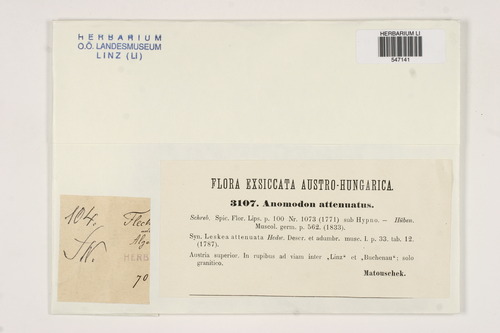 HERBARIUM
O.Ö. LANDESMUSEUM
LINZ (LI)
HERBARIUM LI
547141
FLORA EXSICCATA AUSTRO-HUNGARICA.
3107. Anomodon attenuatus.
Schreb. Spic. Flor. Lips. p. 100 Nr. 1073 (1771) sub Hypno. — Hüben.
Muscol. germ. p. 562. (1833).
Syn. Leskea attenuata Hedw. Descr. et adumbr. musc. I. p. 33. tab. 12.
(1787).
Austria superior. In rupibus ad viam inter „Linz“ et „Buchenau“; solo
granitico.
Matouschek.
104.
HERB
70